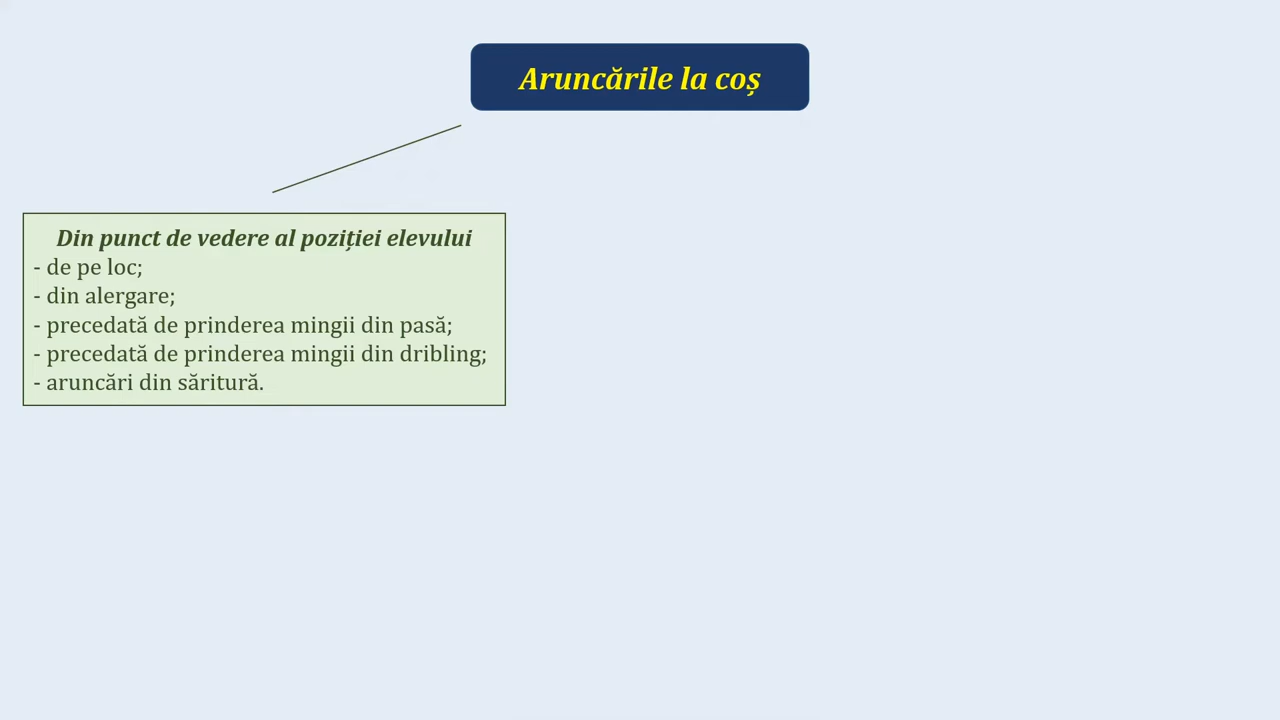 Aruncările la coș
Din punct de vedere al poziției elevului
- de pe loc;
- din alergare;
- precedată de prinderea mingii din pasă;
- precedată de prinderea mingii din dribling;
- aruncări din săritură.